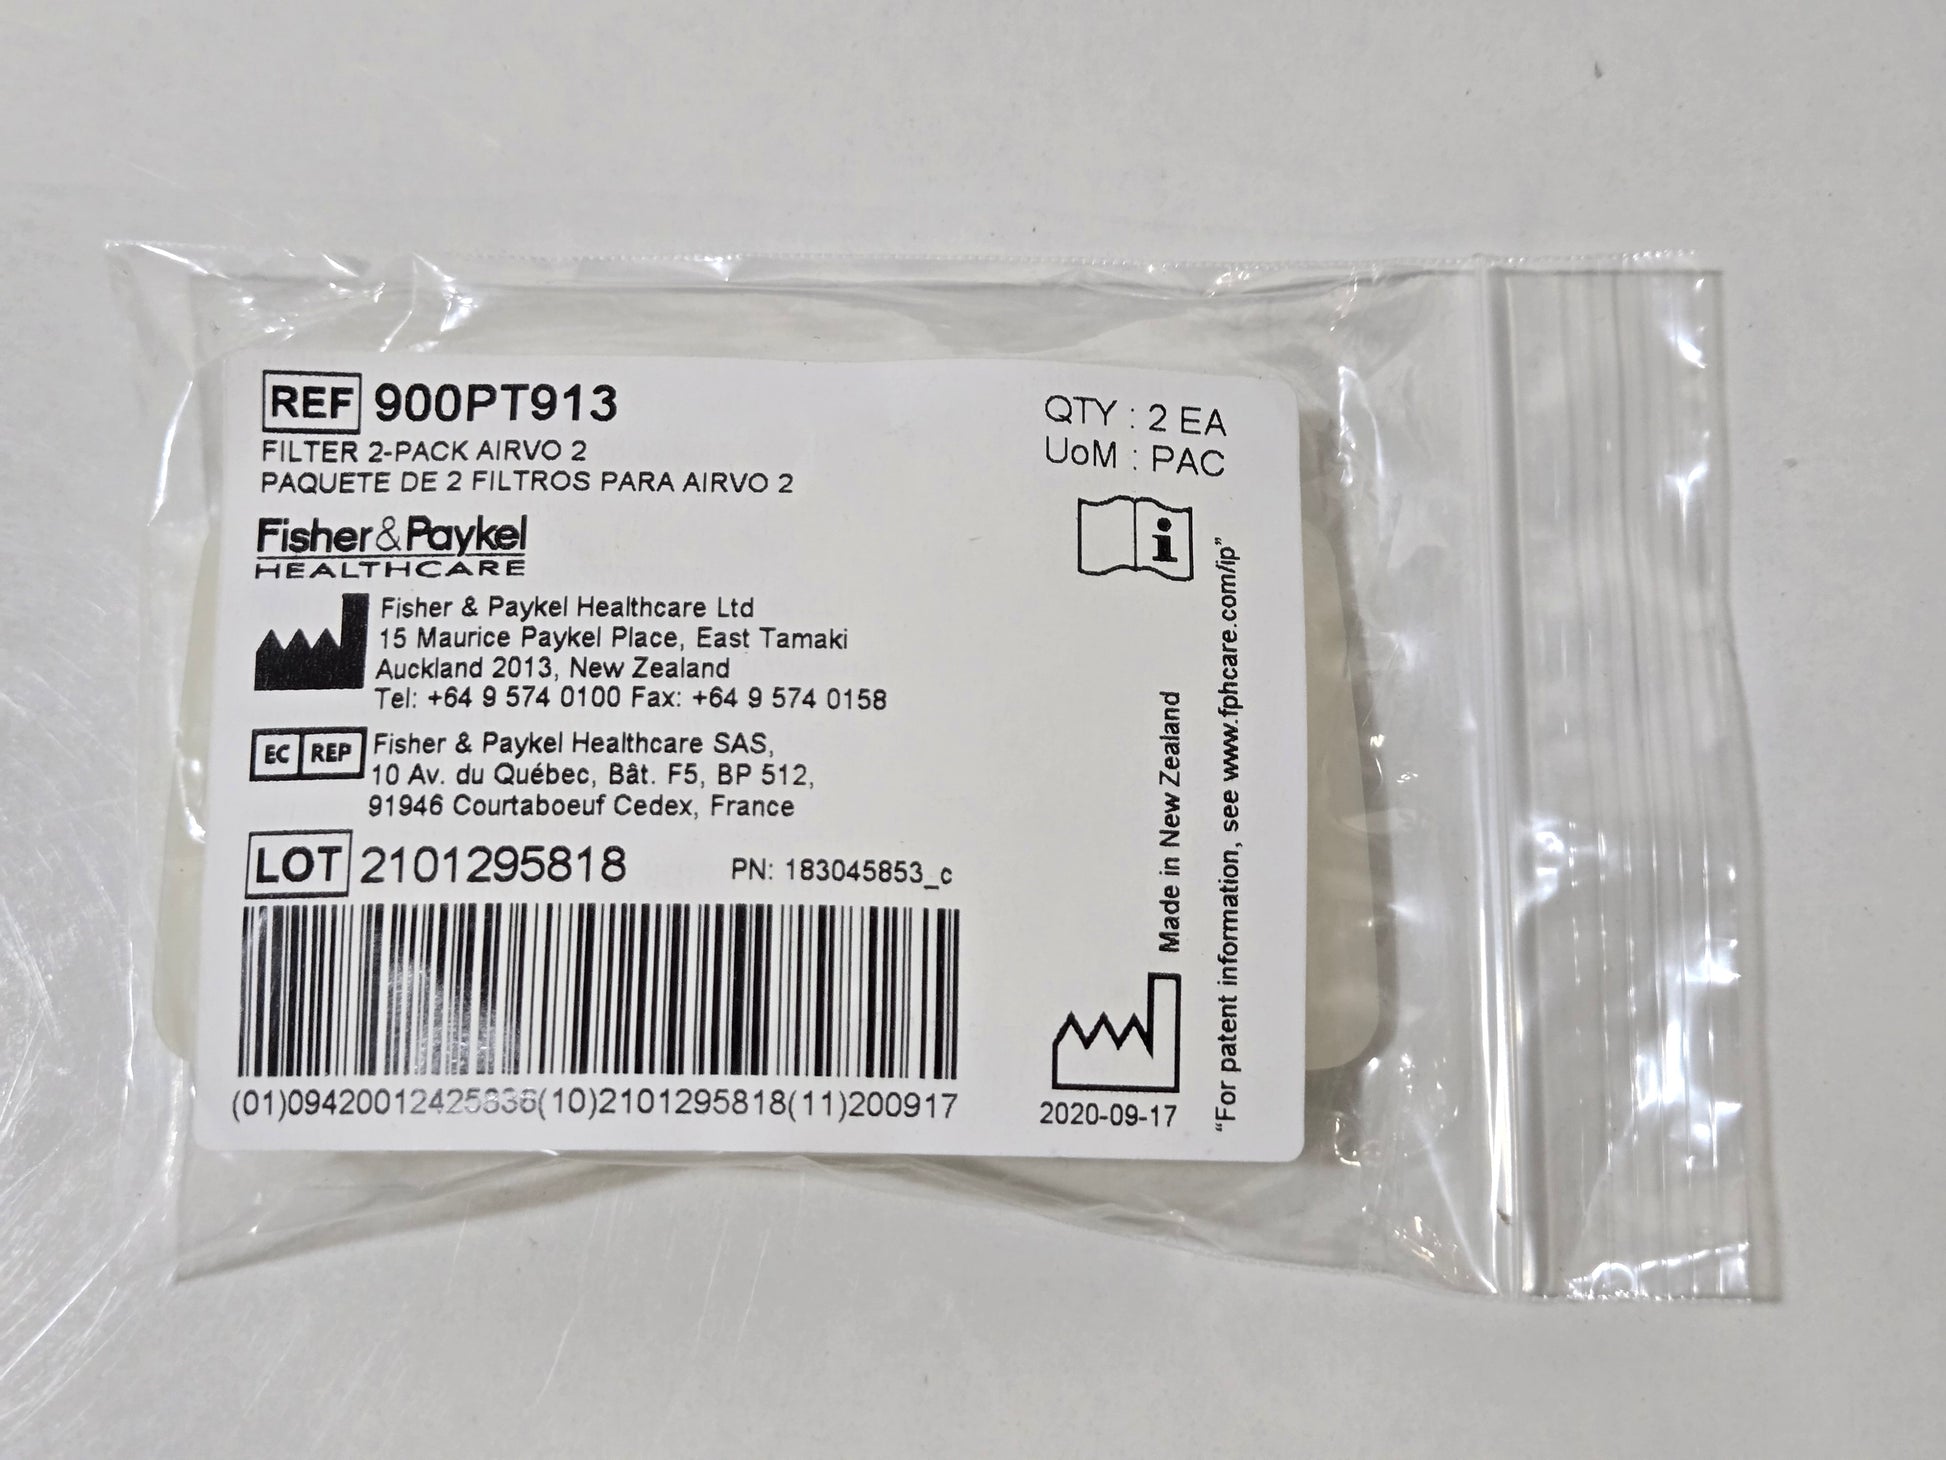 REF 900PT913
FILTER 2-PACK AIRVO 2
PAQUETE DE 2 FILTROS PARA AIRVO 2
QTY : 2 EA
UoM : PAC
Fisher&Paykel
HEALTHCARE
Fisher & Paykel Healthcare Ltd
15 Maurice Paykel Place, East Tamaki
Auckland 2013, New Zealand
Tel: +64 9 574 0100 Fax: +64 9 574 0158
EC REP Fisher & Paykel Healthcare SAS,
10 Av. du Québec, Bât. F5, BP 512,
91946 Courtaboeuf Cedex, France
LOT 2101295818
PN: 183045853_c
(01)09420012425836(10)2101295818(11)200917
i
Made in New Zealand
2020-09-17
"For patent information, see www.fphcare.com/ip"